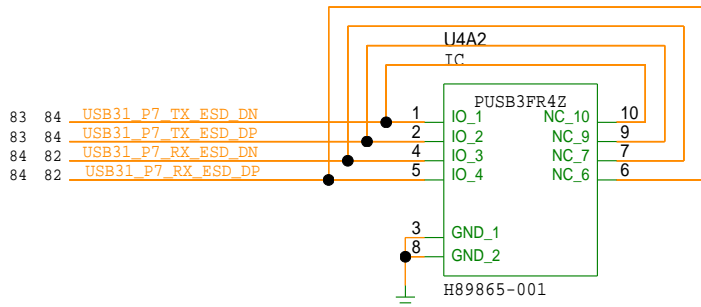 U4A2
IC
PUSB3FR4Z
83 84 USB31_P7_TX_ESD_DN 1 IO_1 NC_10 10
83 84 USB31_P7_TX_ESD_DP 2 IO_2 NC_9 9
84 82 USB31_P7_RX_ESD_DN 4 IO_3 NC_7 7
84 82 USB31_P7_RX_ESD_DP 5 IO_4 NC_6 6
3 GND_1
8 GND_2
H89865-001